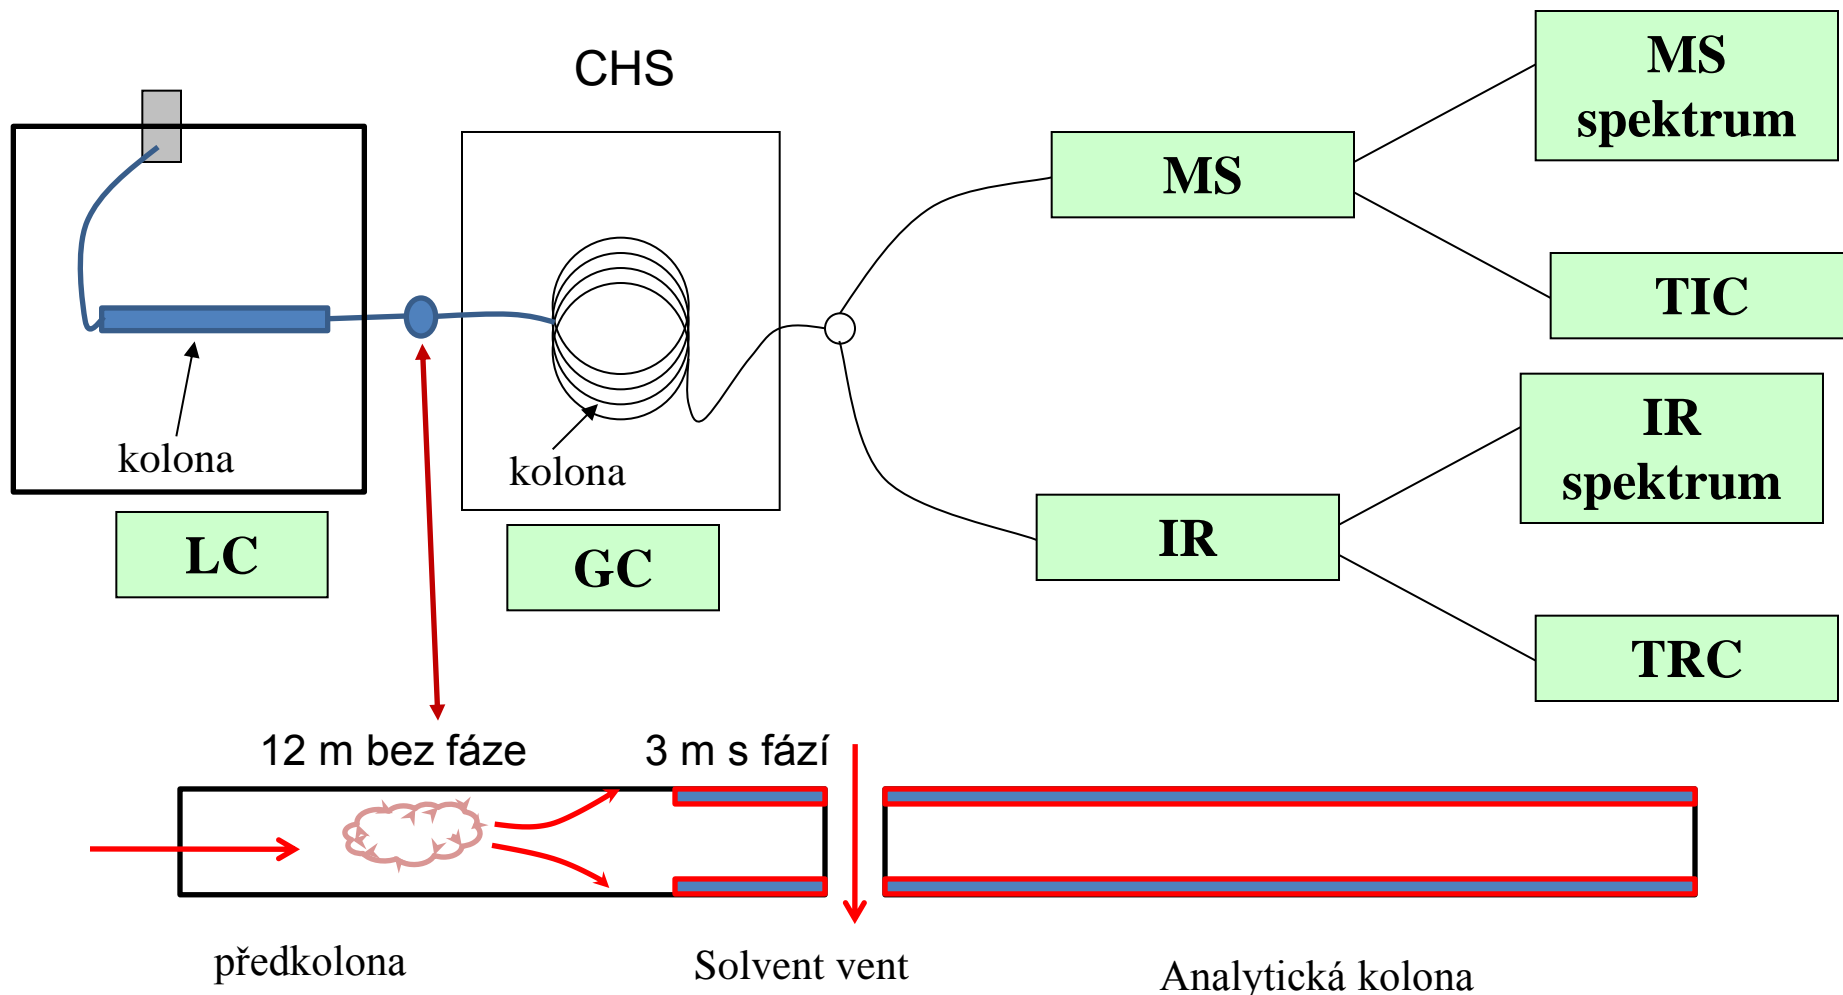 CHS
MS
spektrum
MS
TIC
kolona
kolona
LC
GC
IR
spektrum
IR
TRC
12 m bez fáze
3 m s fází
předkolona
Solvent vent
Analytická kolona